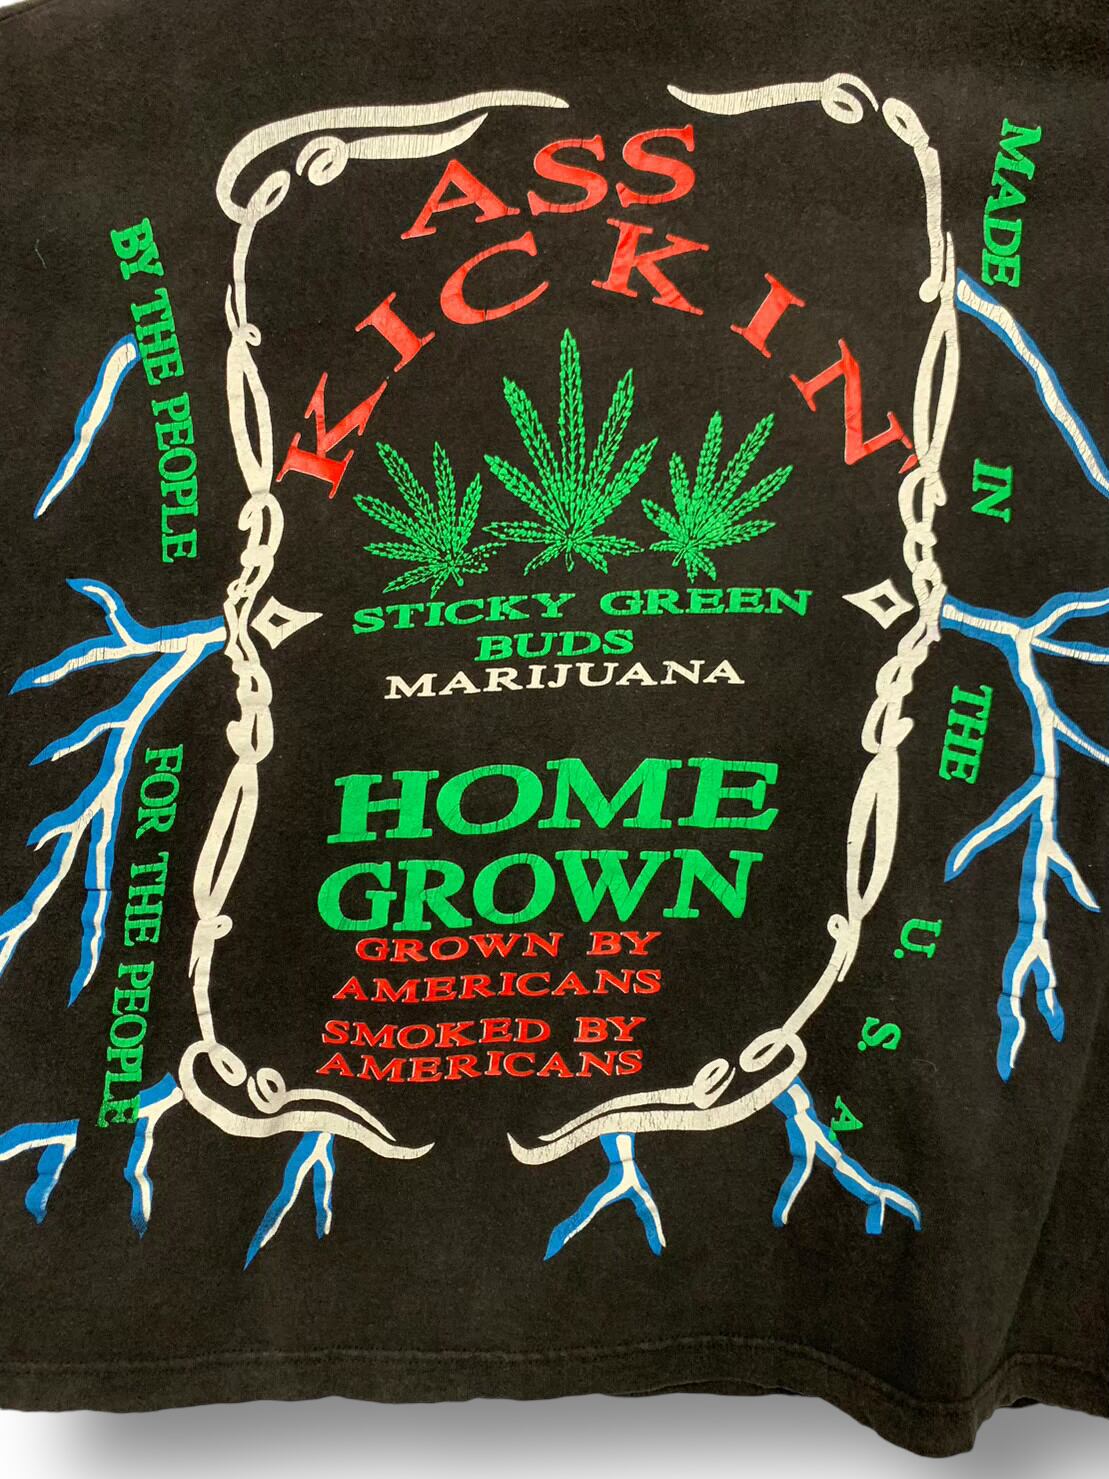 ASS
KICKIN'
STICKY GREEN
BUDS
MARIJUANA
HOME
GROWN
GROWN BY
AMERICANS
SMOKED BY
AMERICANS
BY THE PEOPLE
FOR THE PEOPLE
MADE IN THE U.S.A.